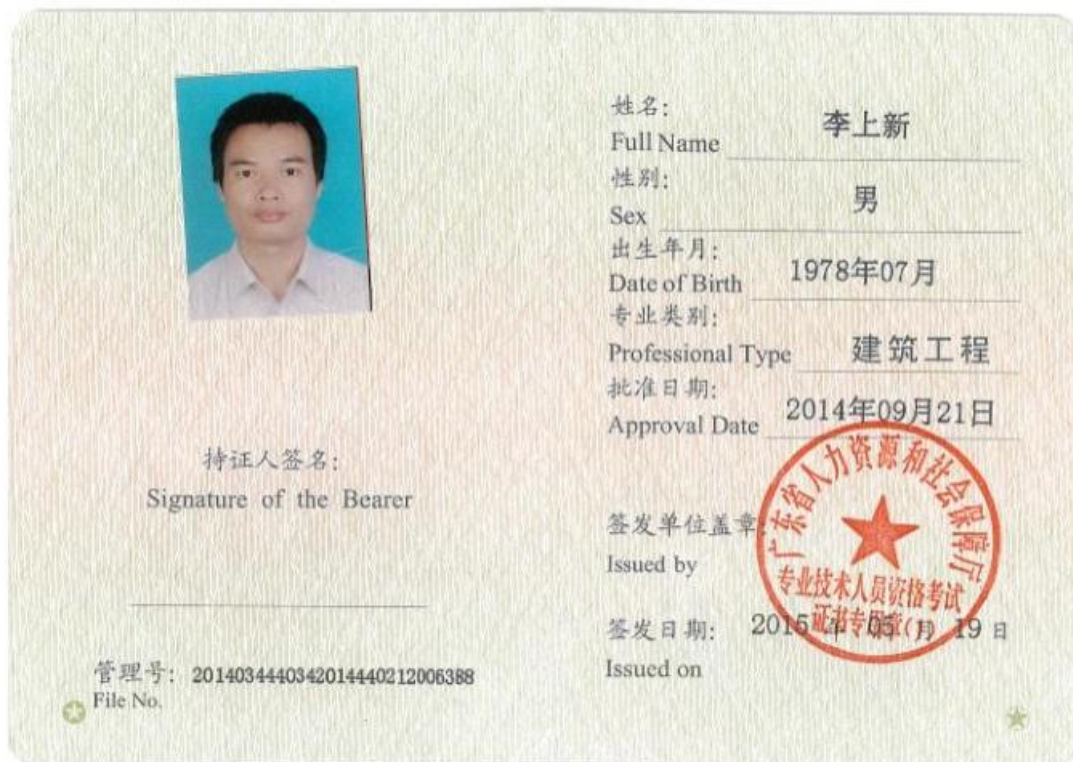 持证人签名:
Signature of the Bearer
管理号: 2014034440342014440212006388
File No.
姓名: 李上新
Full Name
性别: 男
Sex
出生年月: 1978年07月
Date of Birth
专业类别:
Professional Type 建筑工程
批准日期: 2014年09月21日
Approval Date
签发单位盖章:
Issued by
广东省人力资源和社会保障厅
专业技术人员资格考试
证书专用章(1)
签发日期: 2015年05月19日
Issued on